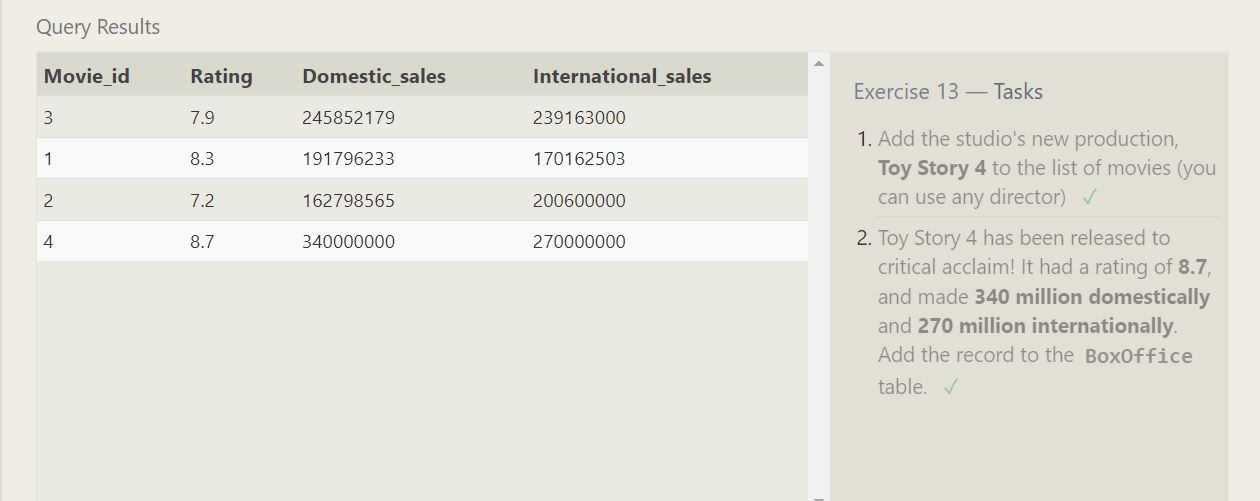 Query Results
Movie_id Rating Domestic_sales International_sales
3 7.9 245852179 239163000
1 8.3 191796233 170162503
2 7.2 162798565 200600000
4 8.7 340000000 270000000
Exercise 13 — Tasks
1. Add the studio's new production,
Toy Story 4 to the list of movies (you
can use any director) ✓
2. Toy Story 4 has been released to
critical acclaim! It had a rating of 8.7,
and made 340 million domestically
and 270 million internationally.
Add the record to the BoxOffice
table. ✓